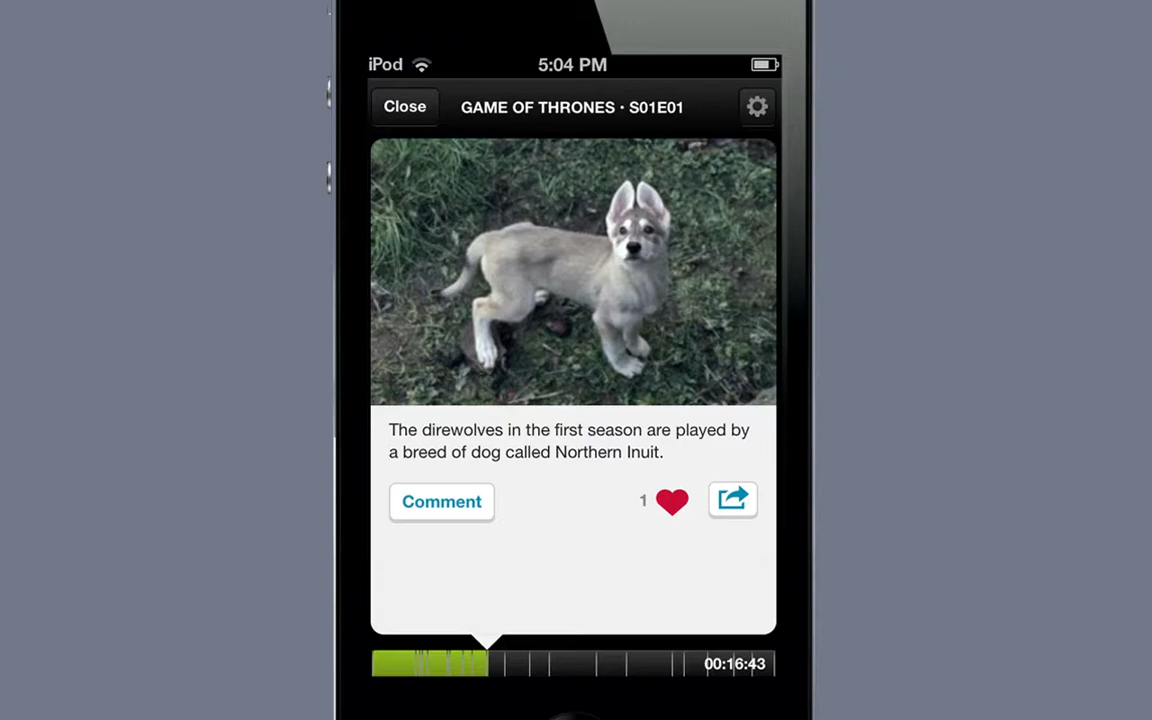 iPod 5:04 PM
Close GAME OF THRONES · S01E01
The direwolves in the first season are played by
a breed of dog called Northern Inuit.
Comment 1
00:16:43